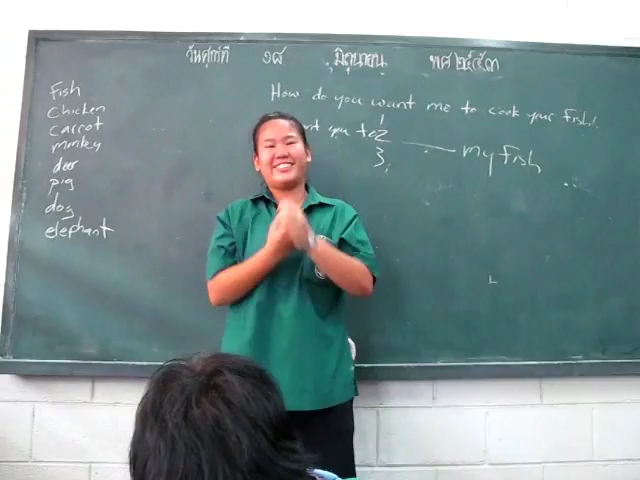 วันศุกร์ที่ ๑๘ มิถุนายน พศ ๒๕๕๓
fish
chicken
carrot
monkey
deer
pig
dog
elephant
How do you want me to cook your fish?
1
you to 2 my fish
3.